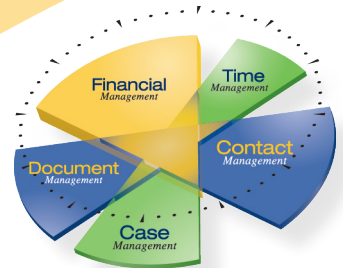 Financial
Management
Time
Management
Contact
Management
Document
Management
Case
Management